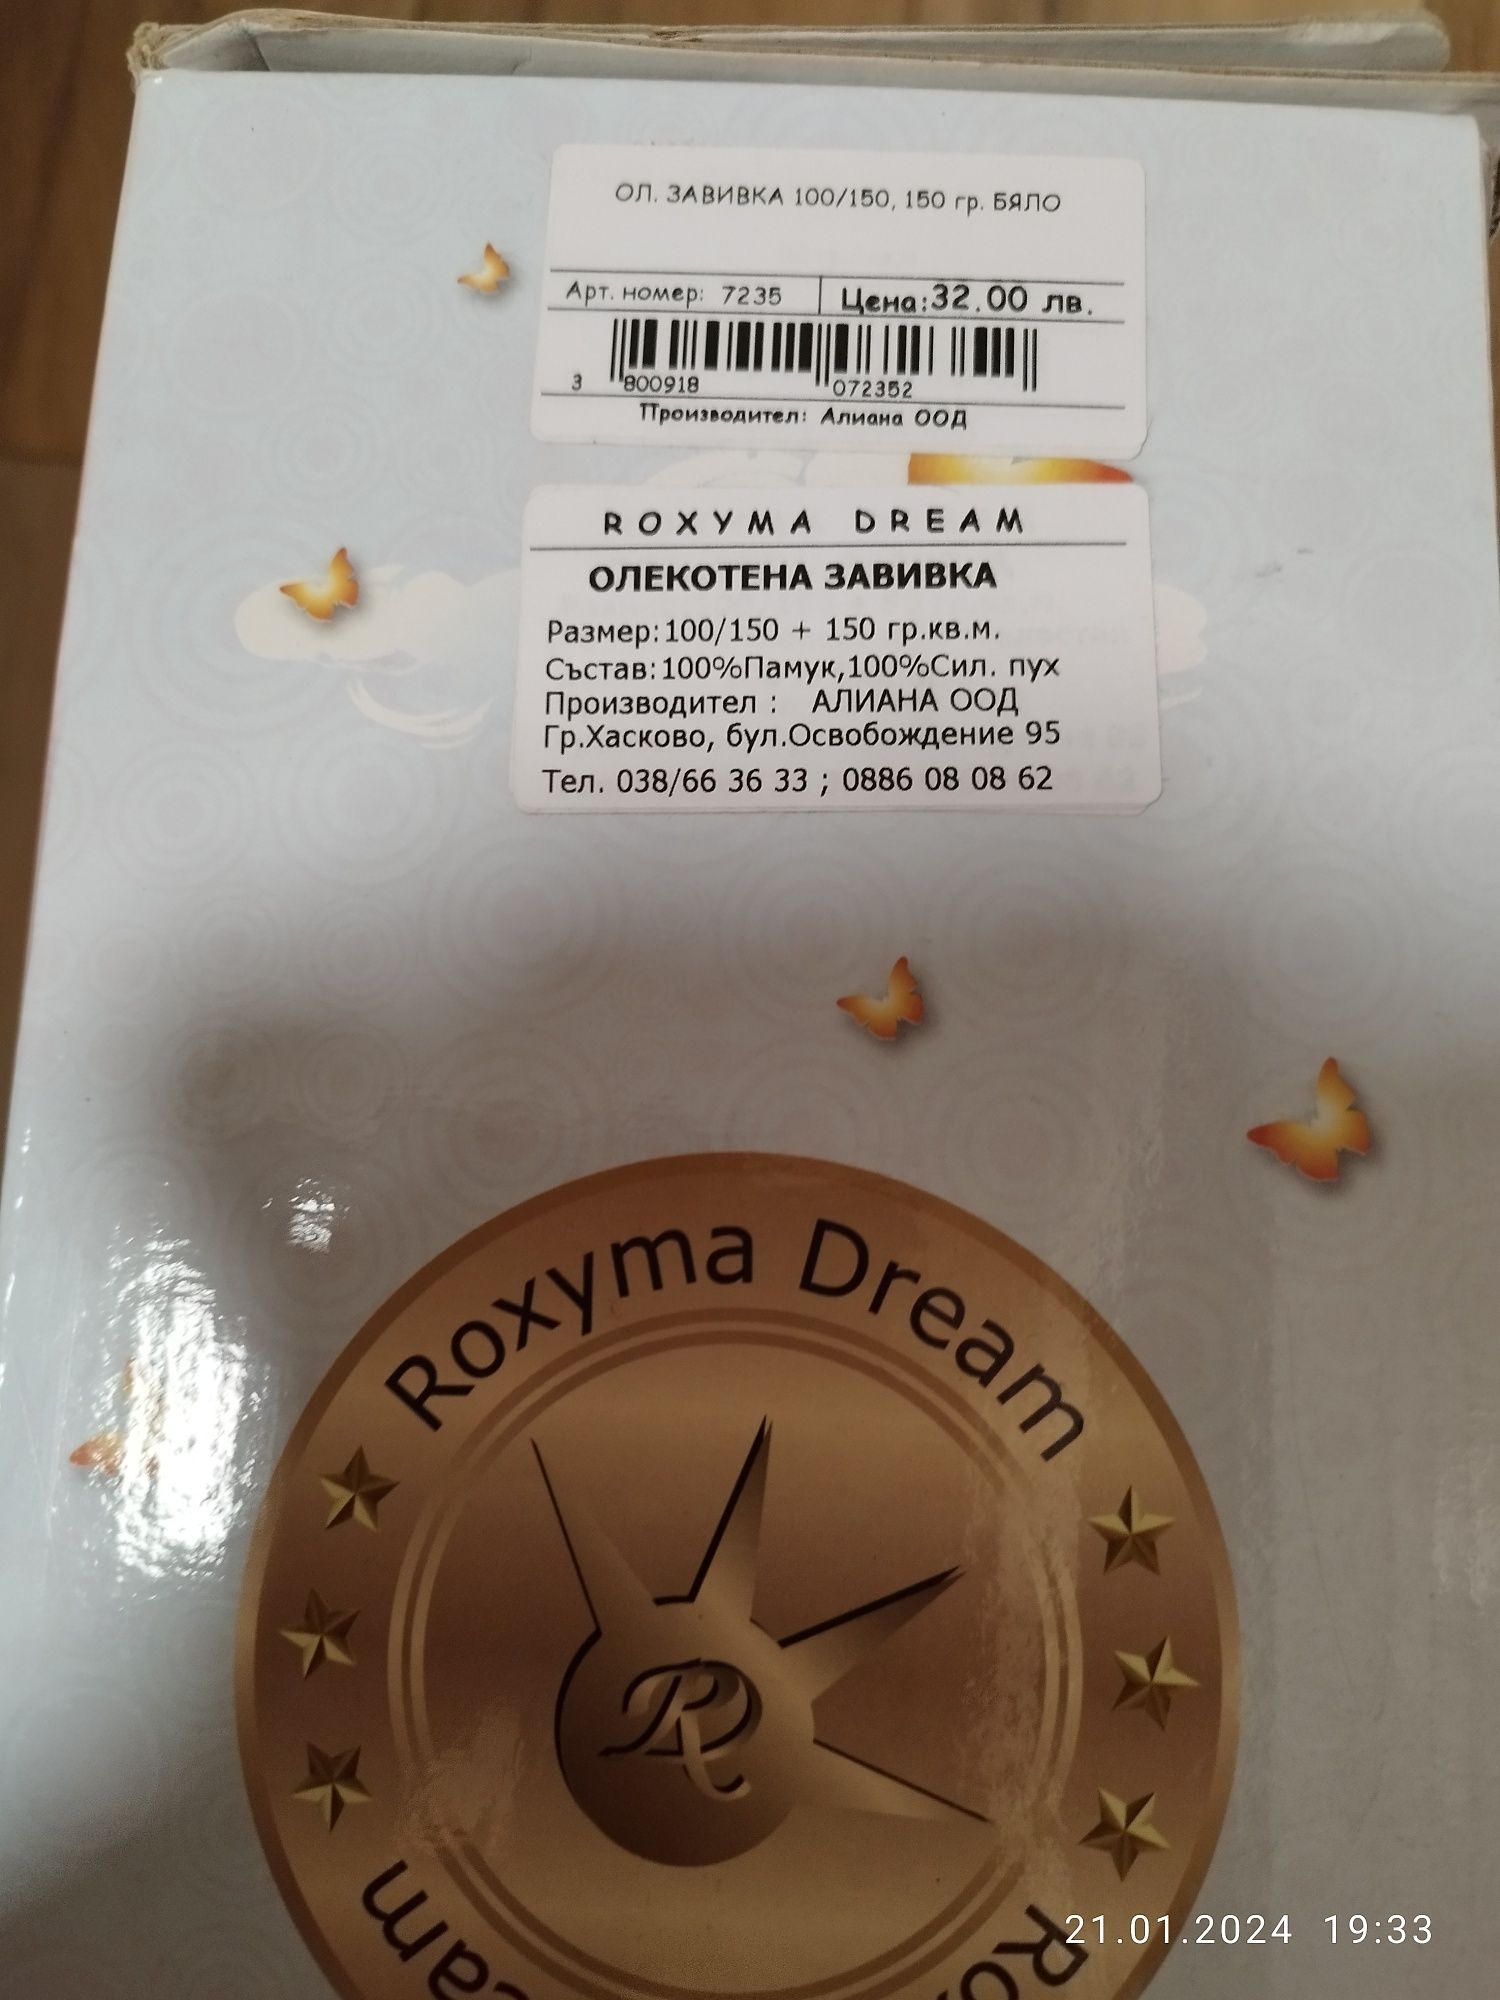 ОЛ. ЗАВИВКА 100/150, 150 гр. БЯЛО
Арт. номер: 7235
Цена:32.00 лв.
3 800918 072352
Производител: Алиана ООД
ROXYMA DREAM
ОЛЕКОТЕНА ЗАВИВКА
Размер:100/150 + 150 гр.кв.м.
Състав:100%Памук,100%Сил. пух
Производител : АЛИАНА ООД
Гр.Хасково, бул.Освобождение 95
Тел. 038/66 36 33 ; 0886 08 08 62
Roxyma Dream
R
21.01.2024 19:33